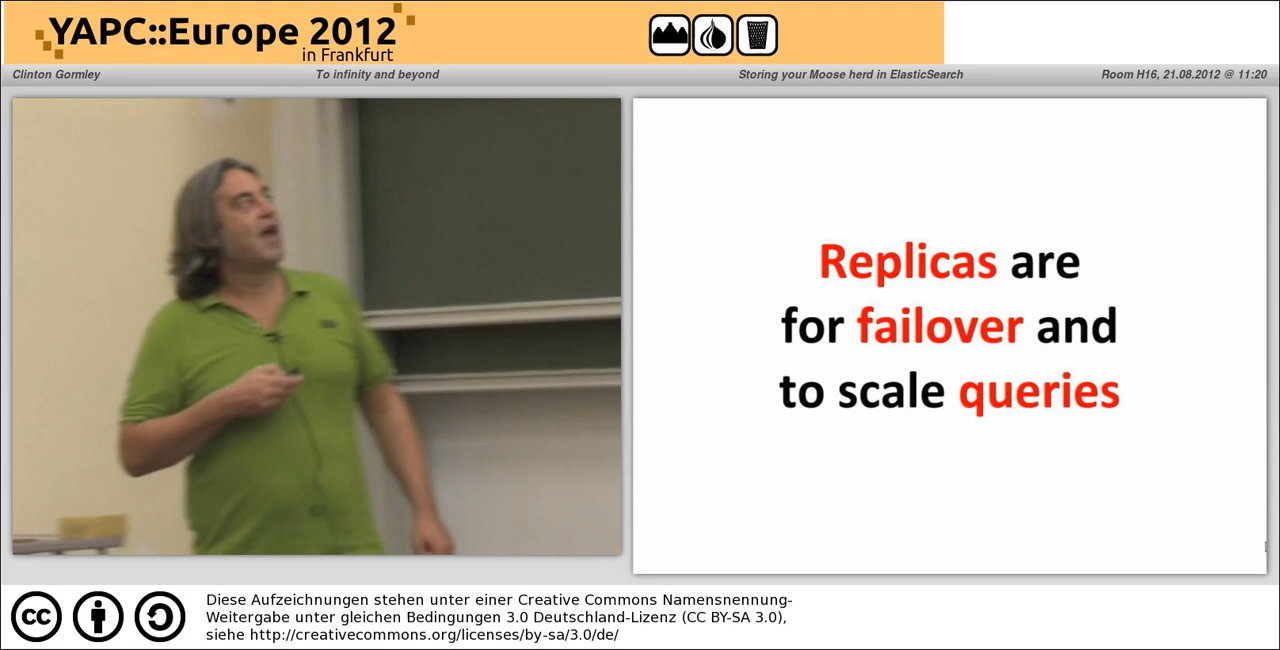 YAPC::Europe 2012
in Frankfurt
Clinton Gormley To infinity and beyond Storing your Moose herd in ElasticSearch Room H16, 21.08.2012 @ 11:20
Replicas are
for failover and
to scale queries
cc
Diese Aufzeichnungen stehen unter einer Creative Commons Namensnennung-
Weitergabe unter gleichen Bedingungen 3.0 Deutschland-Lizenz (CC BY-SA 3.0),
siehe http://creativecommons.org/licenses/by-sa/3.0/de/